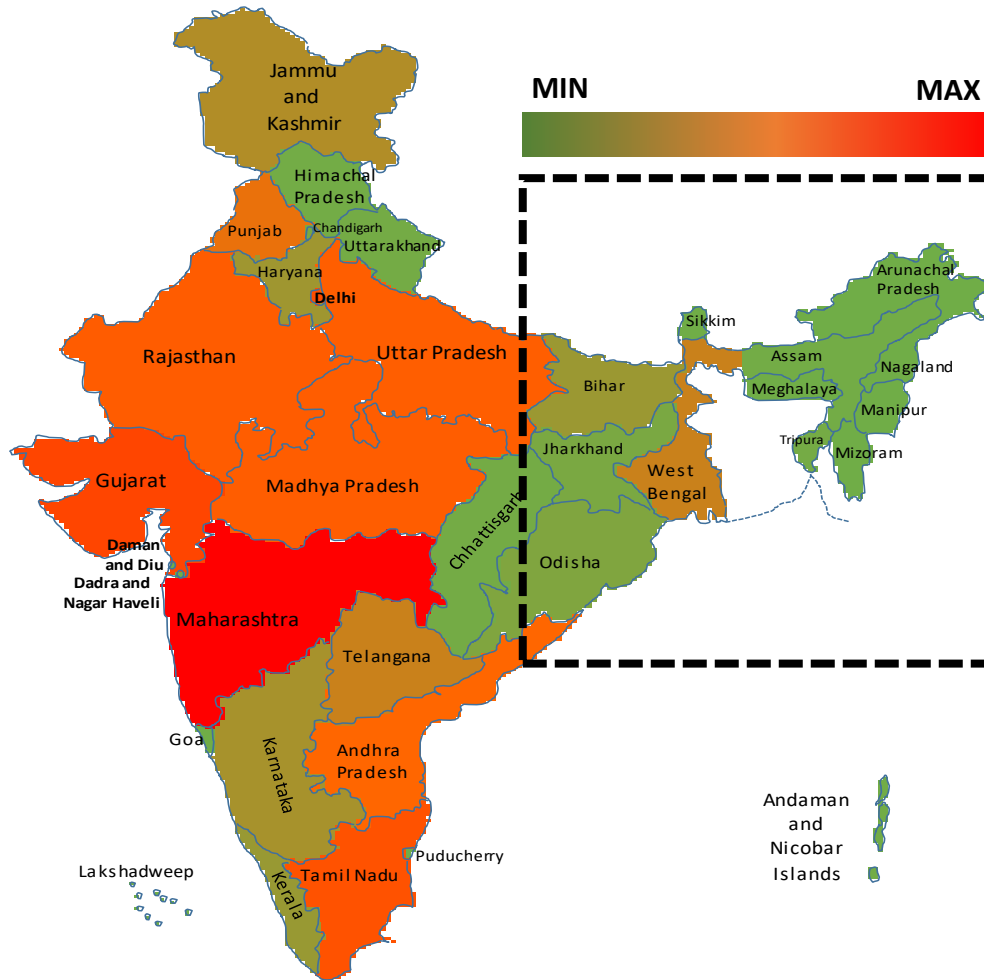 MIN
MAX
Jammu
and
Kashmir
Himachal
Pradesh
Chandigarh
Uttarakhand
Punjab
Haryana
Delhi
Rajasthan
Uttar Pradesh
Arunachal
Pradesh
Sikkim
Assam
Nagaland
Meghalaya
Bihar
Manipur
Tripura
Mizoram
Jharkhand
West
Bengal
Gujarat
Madhya Pradesh
Chhattisgarh
Daman
and Diu
Dadra and
Nagar Haveli
Odisha
Maharashtra
Telangana
Goa
Karnataka
Andhra
Pradesh
Andaman
and
Nicobar
Islands
Puducherry
Lakshadweep
Kerala
Tamil Nadu